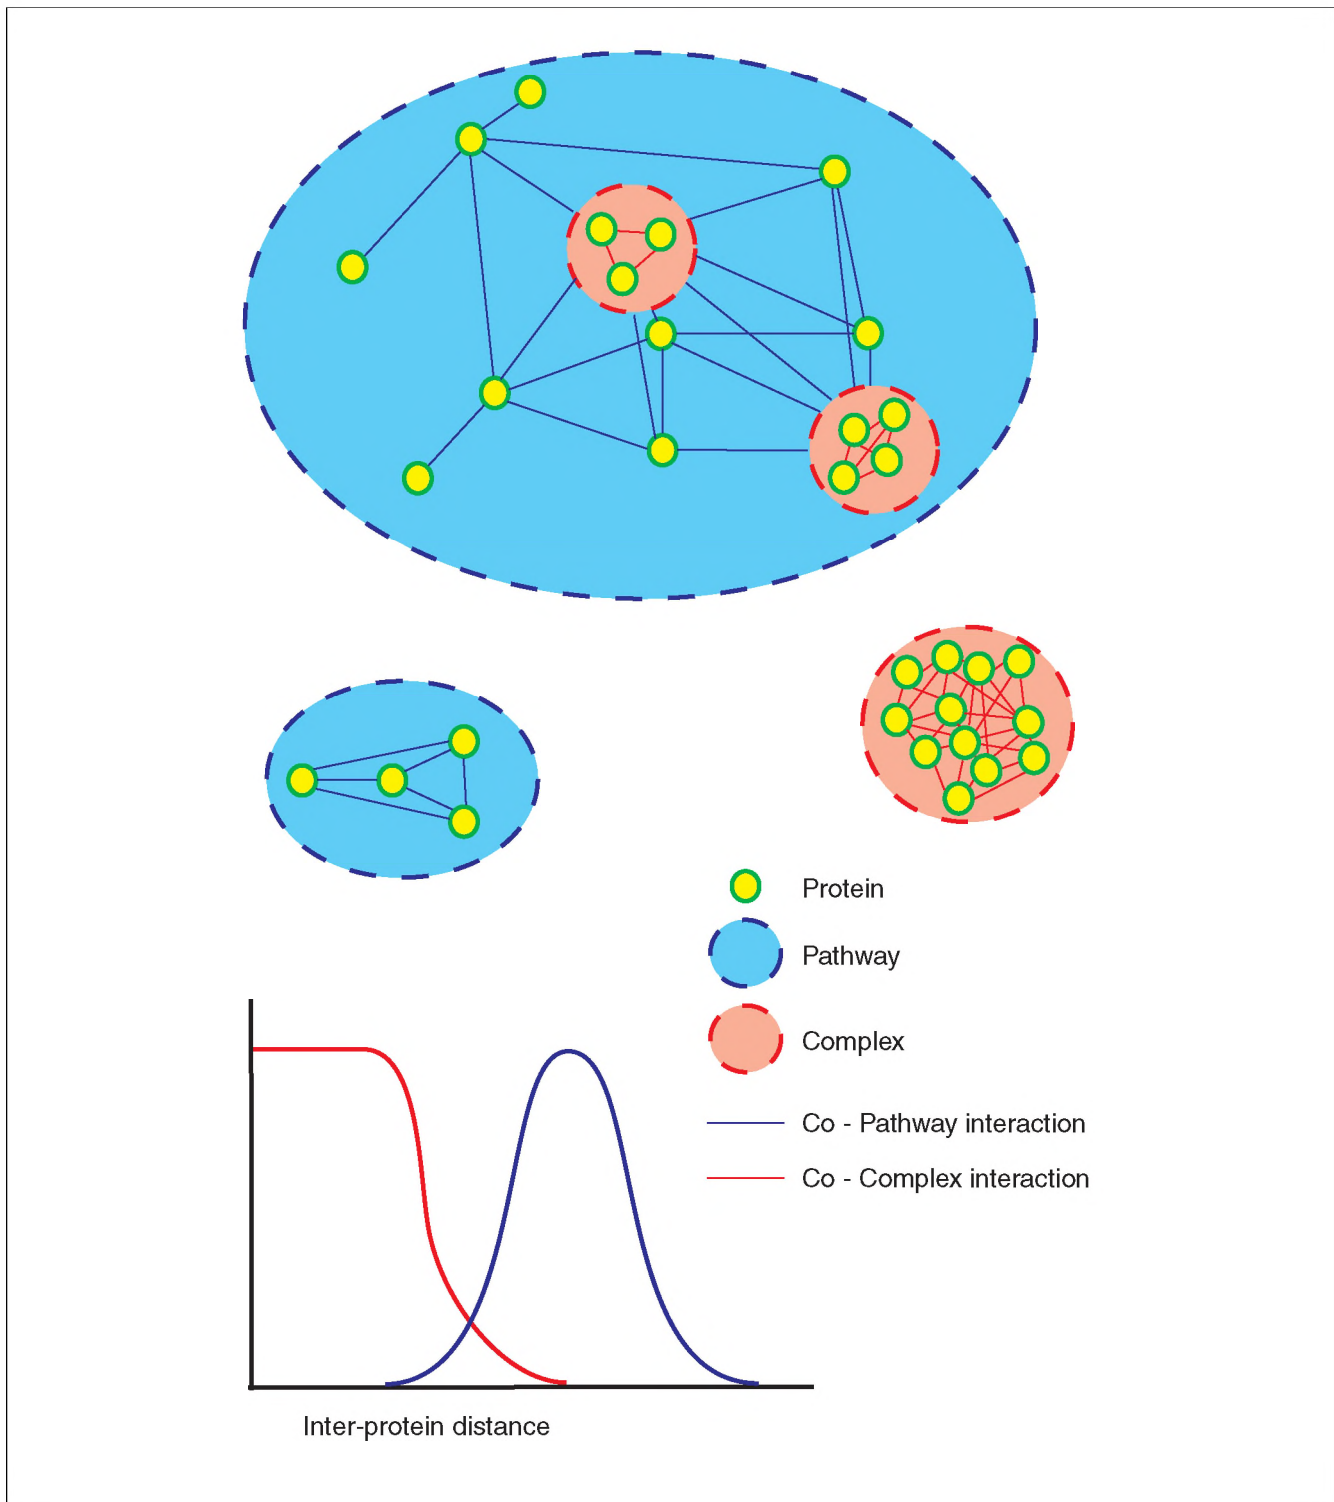 Protein
Pathway
Complex
Co - Pathway interaction
Co - Complex interaction
Inter-protein distance